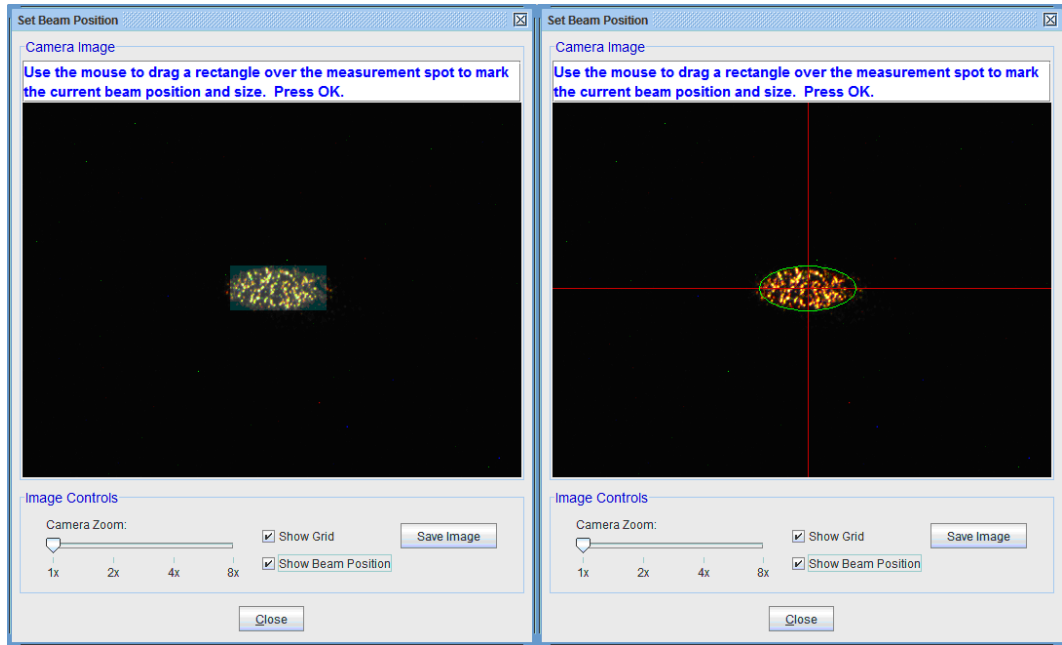 Set Beam Position
Camera Image
Use the mouse to drag a rectangle over the measurement spot to mark
the current beam position and size.  Press OK.
Image Controls
Camera Zoom:
1x 2x 4x 8x
Show Grid
Show Beam Position
Save Image
Close
Set Beam Position
Camera Image
Use the mouse to drag a rectangle over the measurement spot to mark
the current beam position and size.  Press OK.
Image Controls
Camera Zoom:
1x 2x 4x 8x
Show Grid
Show Beam Position
Save Image
Close